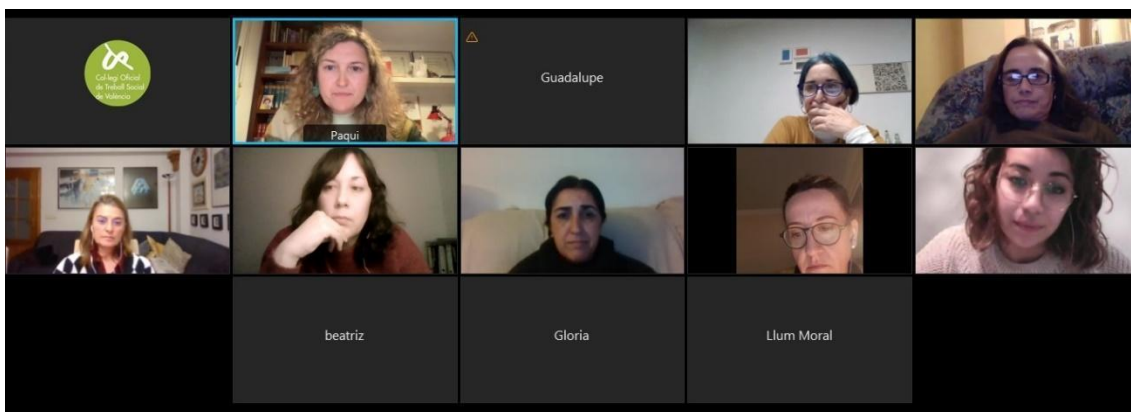 Col·legi Oficial
de Treball Social
de València
Paqui
Guadalupe
beatriz
Gloria
Llum Moral